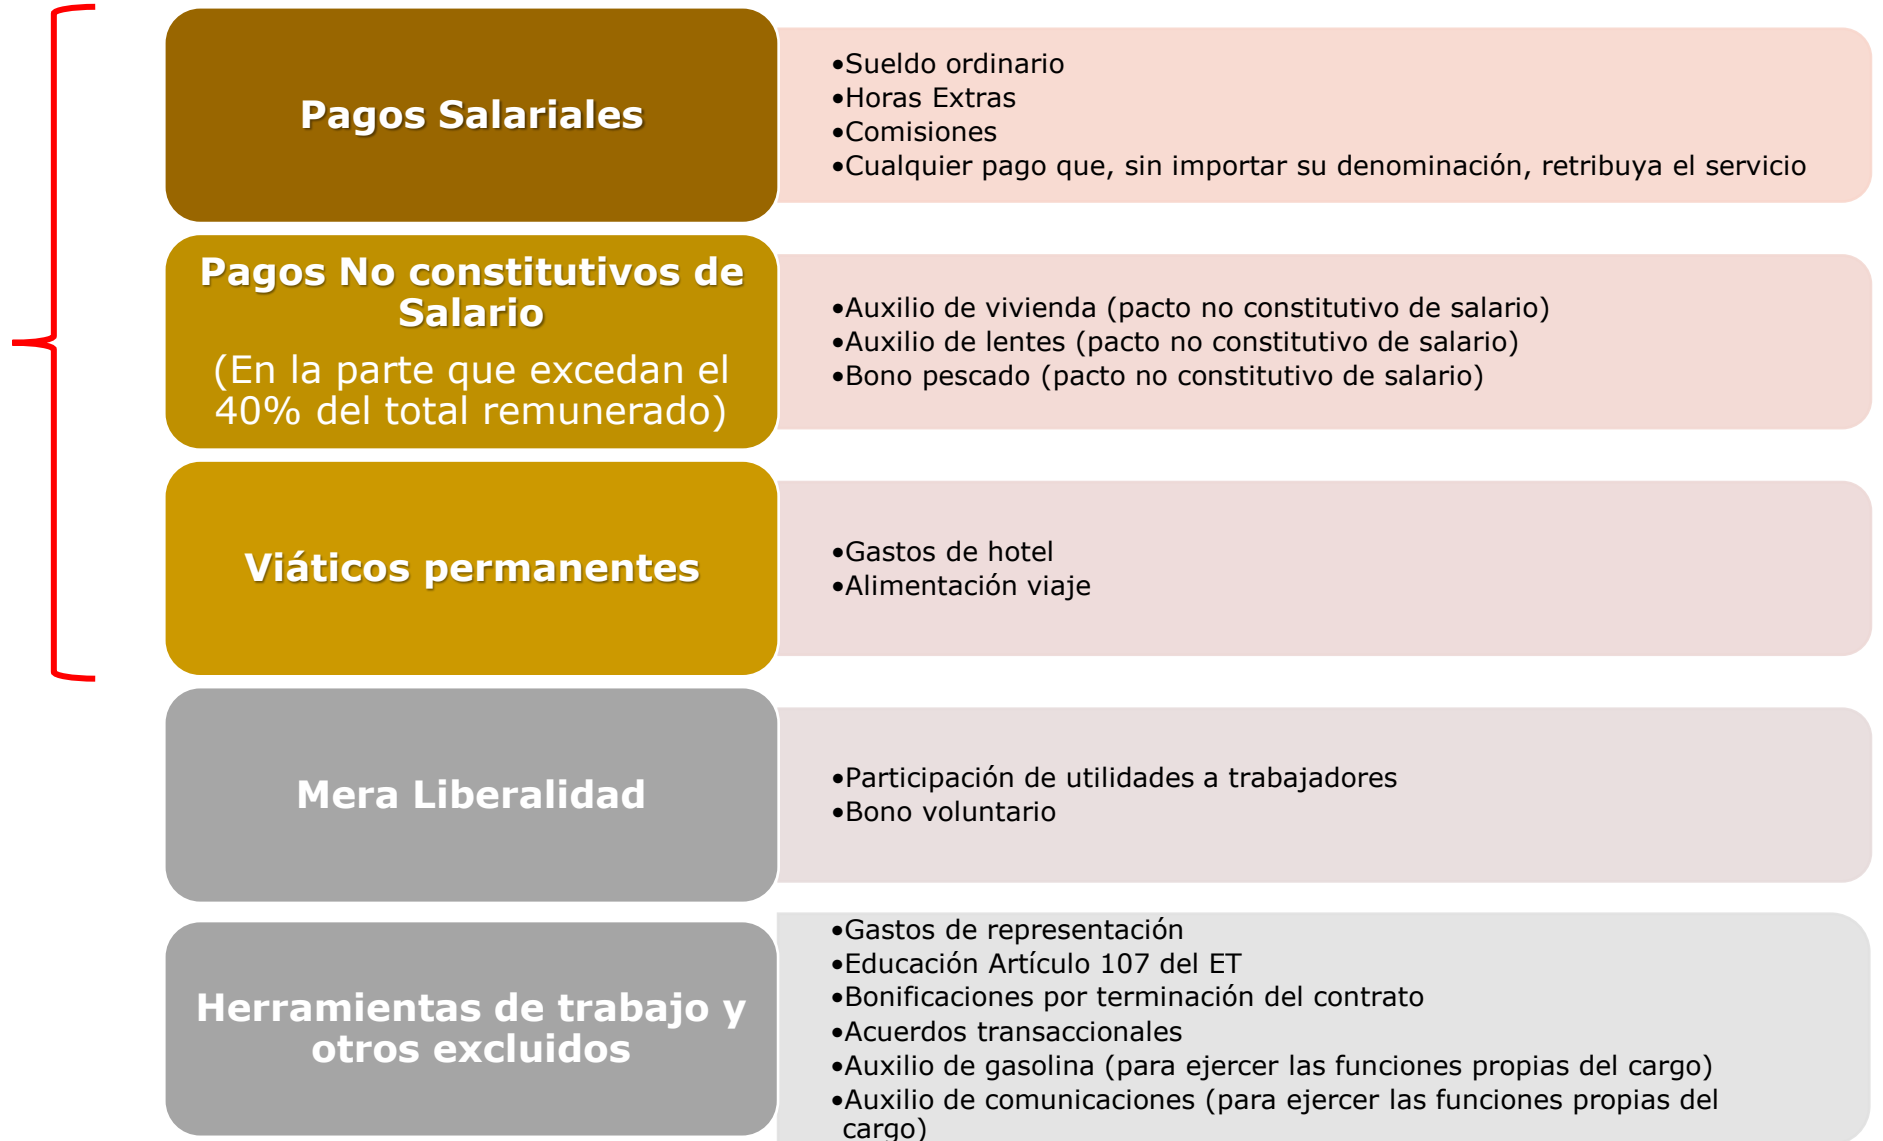 Pagos Salariales
•Sueldo ordinario
•Horas Extras
•Comisiones
•Cualquier pago que, sin importar su denominación, retribuya el servicio
Pagos No constitutivos de
Salario
(En la parte que excedan el
40% del total remunerado)
•Auxilio de vivienda (pacto no constitutivo de salario)
•Auxilio de lentes (pacto no constitutivo de salario)
•Bono pescado (pacto no constitutivo de salario)
Viáticos permanentes
•Gastos de hotel
•Alimentación viaje
Mera Liberalidad
•Participación de utilidades a trabajadores
•Bono voluntario
Herramientas de trabajo y
otros excluidos
•Gastos de representación
•Educación Artículo 107 del ET
•Bonificaciones por terminación del contrato
•Acuerdos transaccionales
•Auxilio de gasolina (para ejercer las funciones propias del cargo)
•Auxilio de comunicaciones (para ejercer las funciones propias del
cargo)